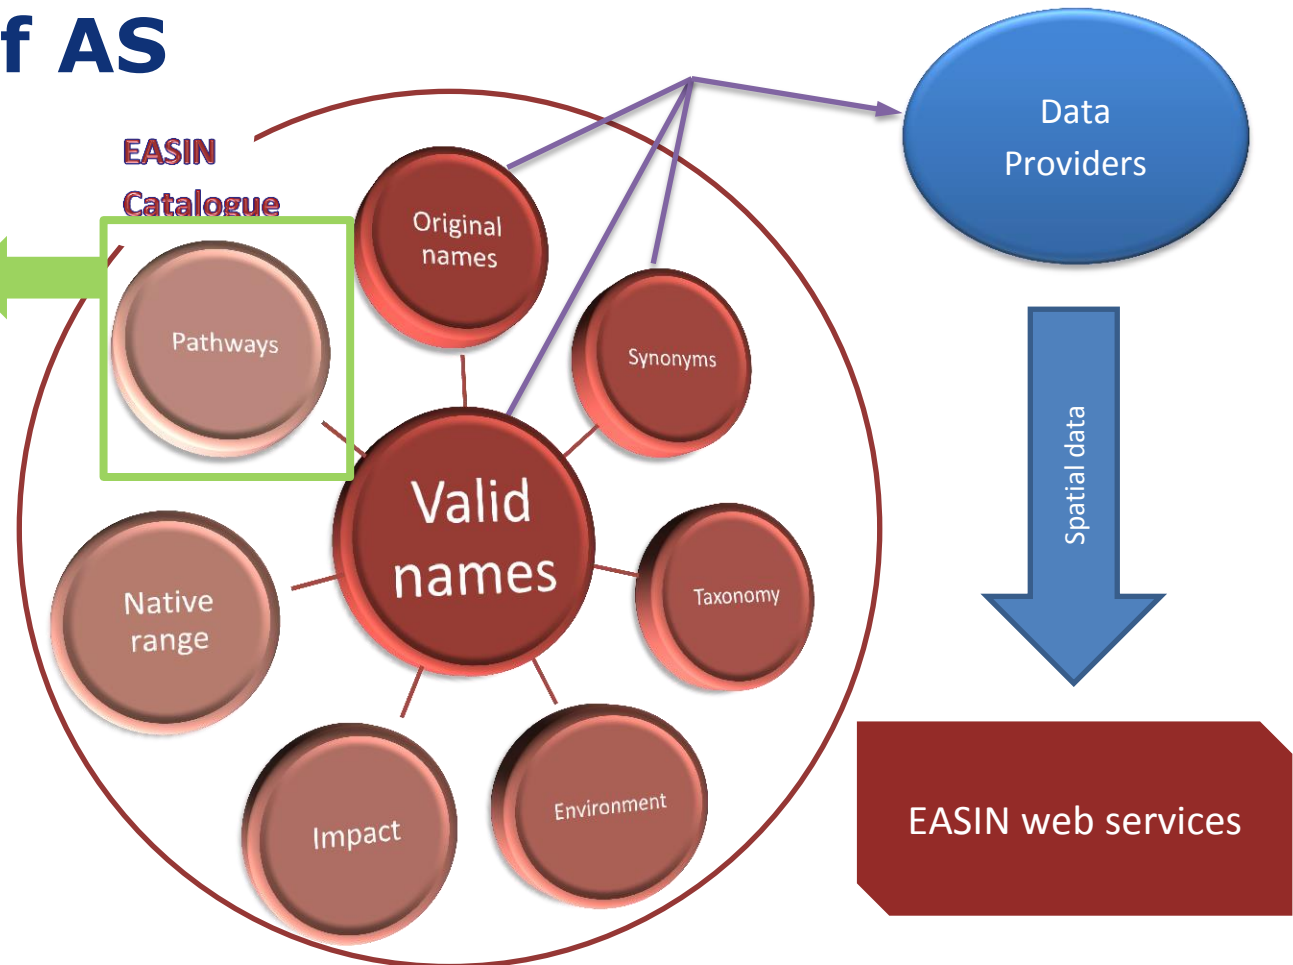 f AS
EASIN
Catalogue
Data
Providers
Original
names
Pathways
Synonyms
Valid
names
Spatial data
Native
range
Taxonomy
Impact
Environment
EASIN web services